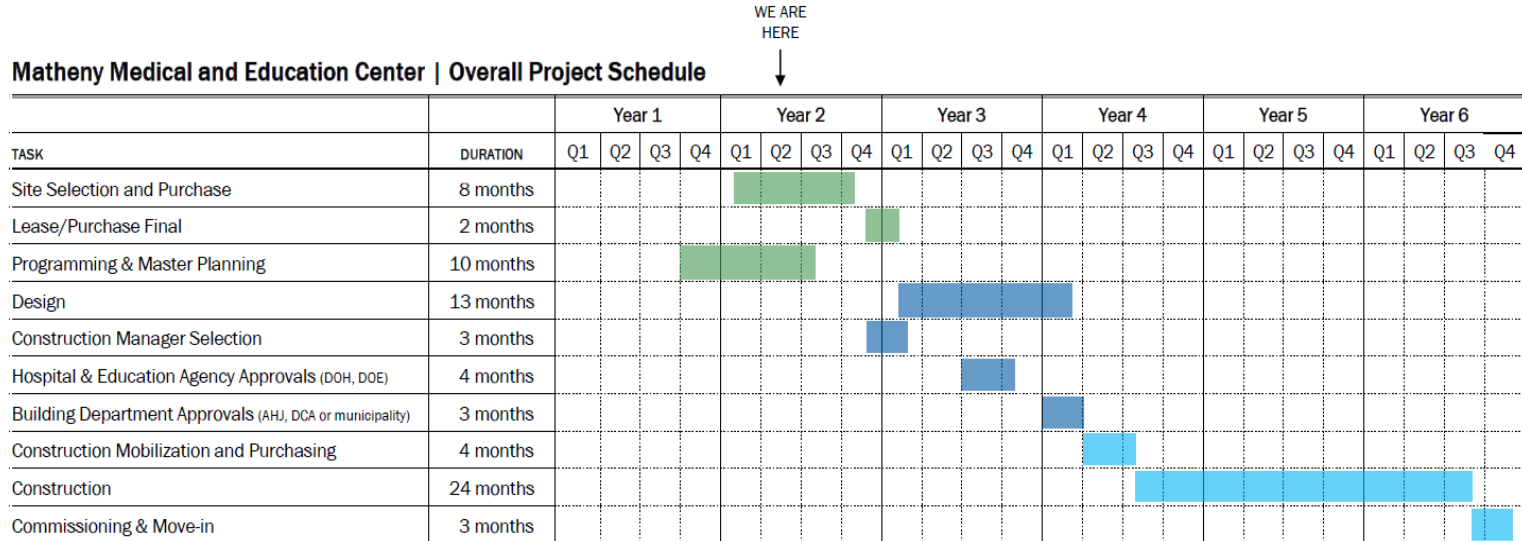 WE ARE
HERE
Matheny Medical and Education Center | Overall Project Schedule
Year 1 Year 2 Year 3 Year 4 Year 5 Year 6
TASK DURATION Q1 Q2 Q3 Q4 Q1 Q2 Q3 Q4 Q1 Q2 Q3 Q4 Q1 Q2 Q3 Q4 Q1 Q2 Q3 Q4 Q1 Q2 Q3 Q4
Site Selection and Purchase 8 months
Lease/Purchase Final 2 months
Programming & Master Planning 10 months
Design 13 months
Construction Manager Selection 3 months
Hospital & Education Agency Approvals (DOH, DOE) 4 months
Building Department Approvals (AHJ, DCA or municipality) 3 months
Construction Mobilization and Purchasing 4 months
Construction 24 months
Commissioning & Move-in 3 months